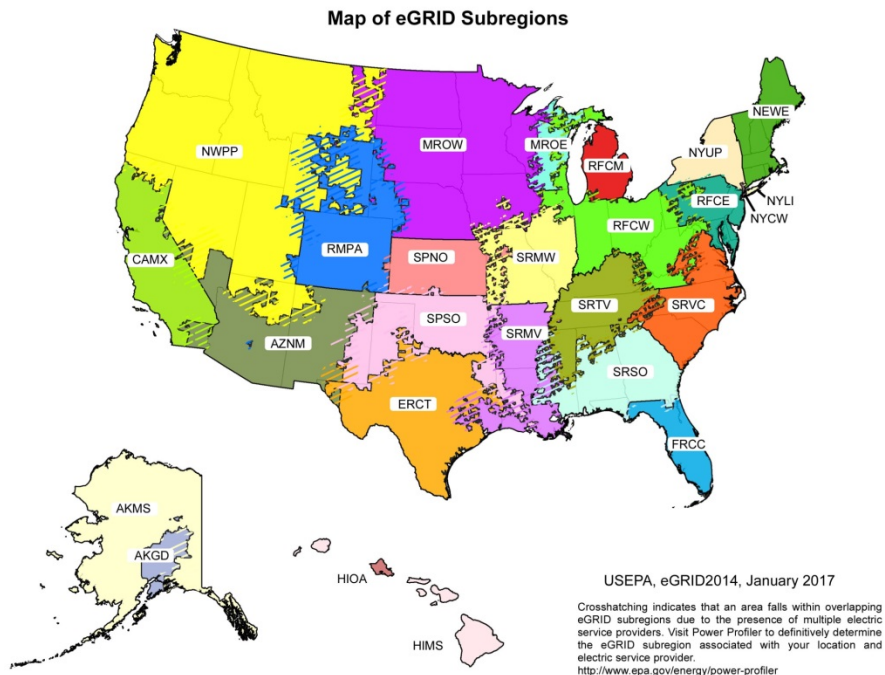 Map of eGRID Subregions
NEWE
NWPP
MROW
MROE
NYUP
RFCM
RFCE
NYLI
NYCW
RFCW
CAMX
RMPA
SPNO
SRMW
SRTV
SRVC
SPSO
SRMV
AZNM
SRSO
ERCT
FRCC
AKMS
AKGD
HIOA
HIMS
USEPA, eGRID2014, January 2017
Crosshatching indicates that an area falls within overlapping
eGRID subregions due to the presence of multiple electric
service providers. Visit Power Profiler to definitively determine
the eGRID subregion associated with your location and
electric service provider.
http://www.epa.gov/energy/power-profiler